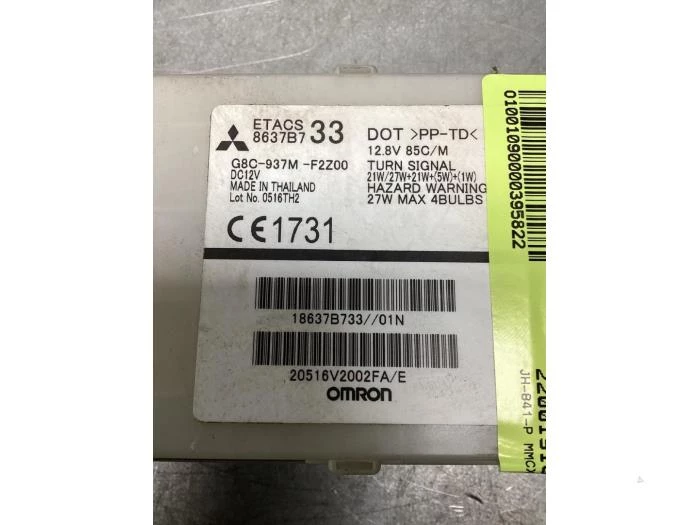 ETACS
8637B7 33
G8C-937M -F2Z00
DC12V
MADE IN THAILAND
Lot No. 0516TH2
CE1731
DOT >PP-TD<
12.8V 85C/M
TURN SIGNAL
21W/27W+21W+(5W)+(1W)
HAZARD WARNING
27W MAX 4BULBS
18637B733//01N
20516V2002FA/E
OMRON
0100109000000395822
JH-841-P MMCX